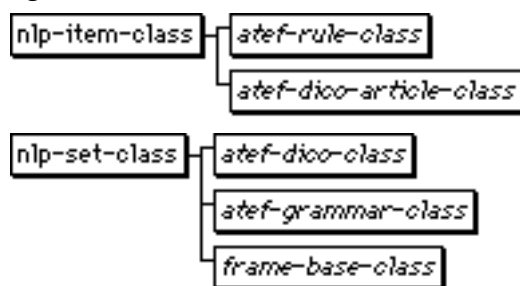 nlp-item-class
atef-rule-class
atef-dico-article-class
nlp-set-class
atef-dico-class
atef-grammar-class
frame-base-class